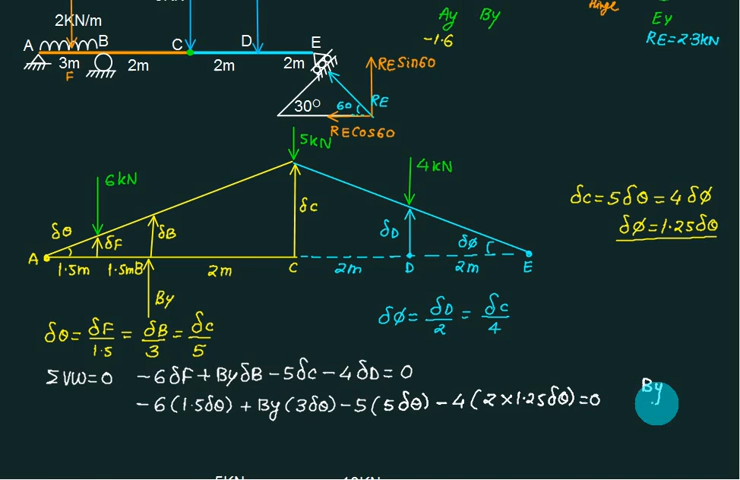 Hinge
2KN/m
Ay By Ey
-1.6 RE=2.3kN
A B C D E
F 3m 2m 2m 2m
RESin60
30° 60 RE
RECos60
5kN
6kN 4kN
δθ δF δB δC δD δϕ
A 1.5m 1.5m B 2m C 2m D 2m E
By
δC=5δθ=4δϕ
δϕ=1.25δθ
δθ=δF/1.5=δB/3=δC/5
δϕ=δD/2=δC/4
ΣVW=0 -6δF+ByδB-5δC-4δD=0
-6(1.5δθ)+By(3δθ)-5(5δθ)-4(2×1.25δθ)=0
By